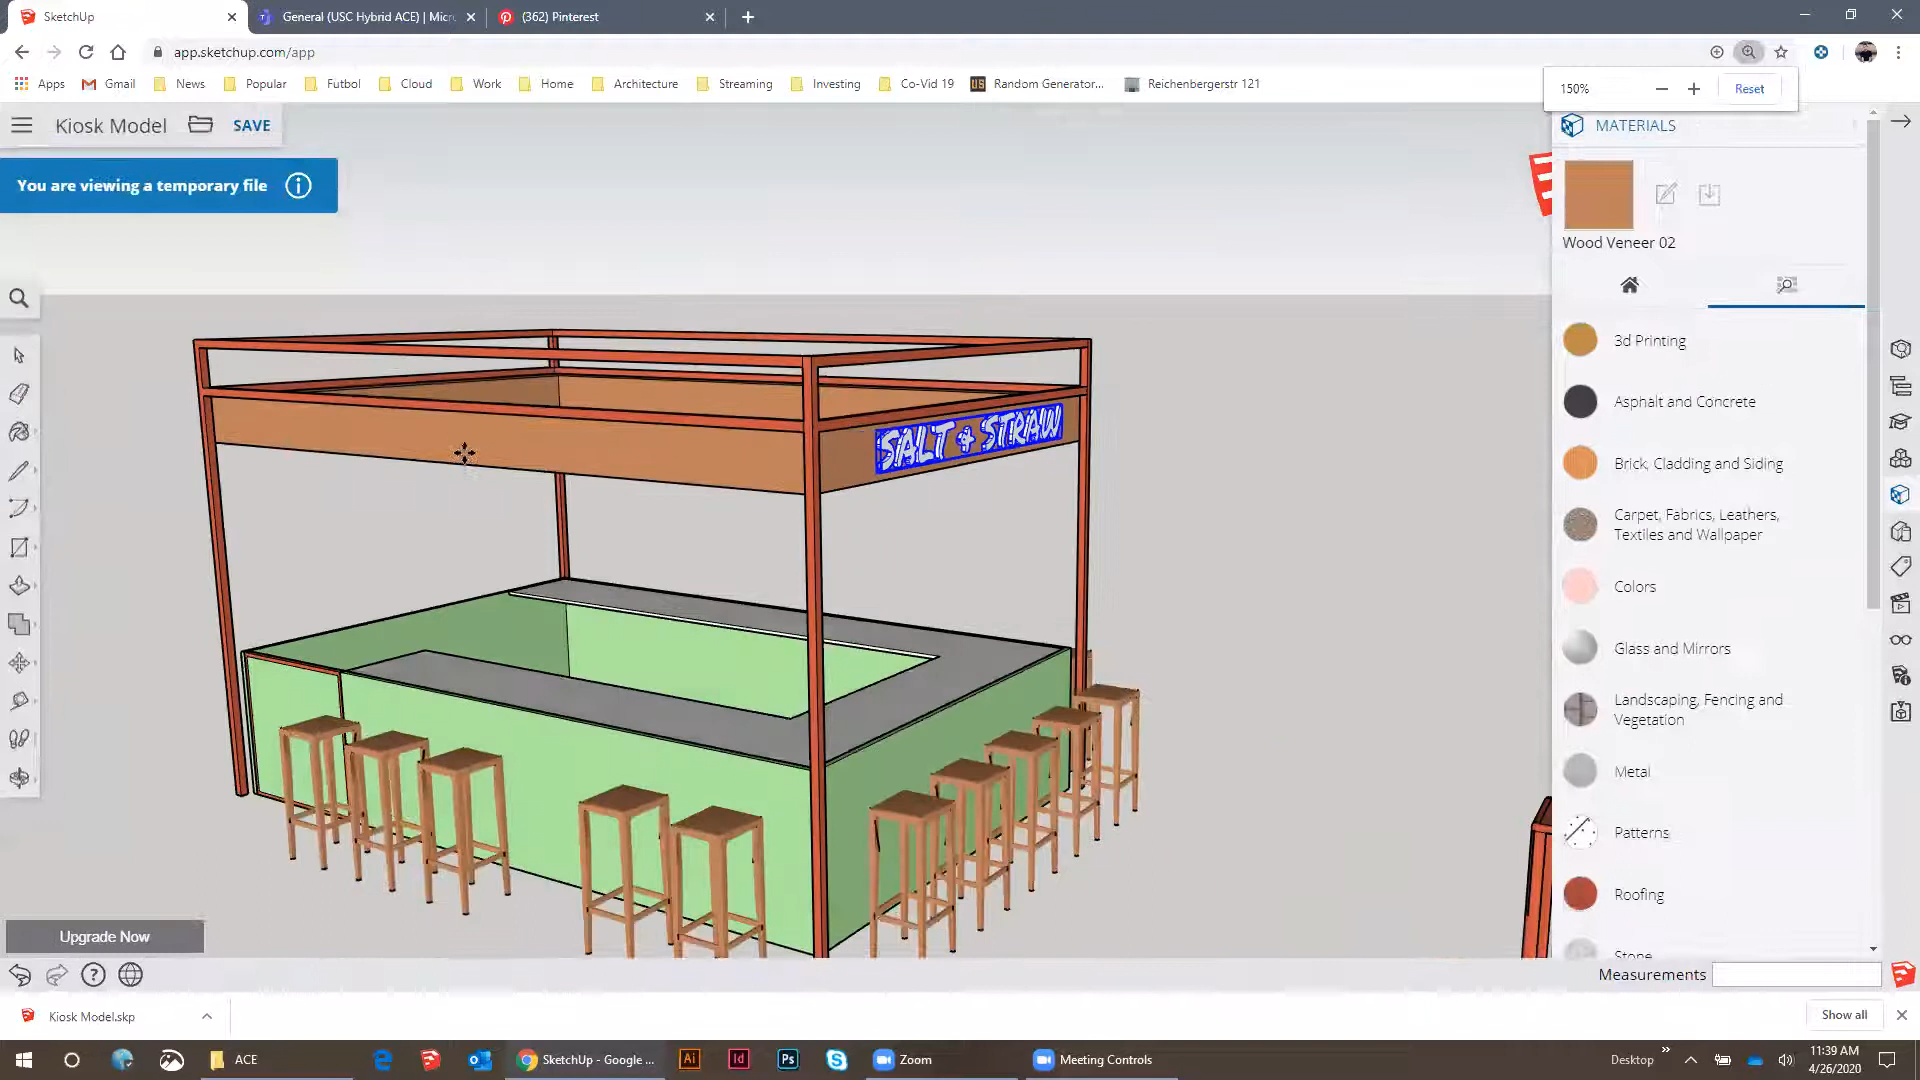 SketchUp
General (USC Hybrid ACE) | Micr
(362) Pinterest
app.sketchup.com/app
Apps
Gmail
News
Popular
Futbol
Cloud
Work
Home
Architecture
Streaming
Investing
Co-Vid 19
Random Generator...
Reichenbergerstr 121
150%
Reset
Kiosk Model
SAVE
MATERIALS
You are viewing a temporary file
Wood Veneer 02
3d Printing
Asphalt and Concrete
SALT + STRAW
Brick, Cladding and Siding
Carpet, Fabrics, Leathers,
Textiles and Wallpaper
Colors
Glass and Mirrors
Landscaping, Fencing and
Vegetation
Metal
Patterns
Roofing
Stone
Upgrade Now
Measurements
Kiosk Model.skp
Show all
ACE
SketchUp - Google ...
Ai
Id
Ps
Zoom
Meeting Controls
Desktop
11:39 AM
4/26/2020